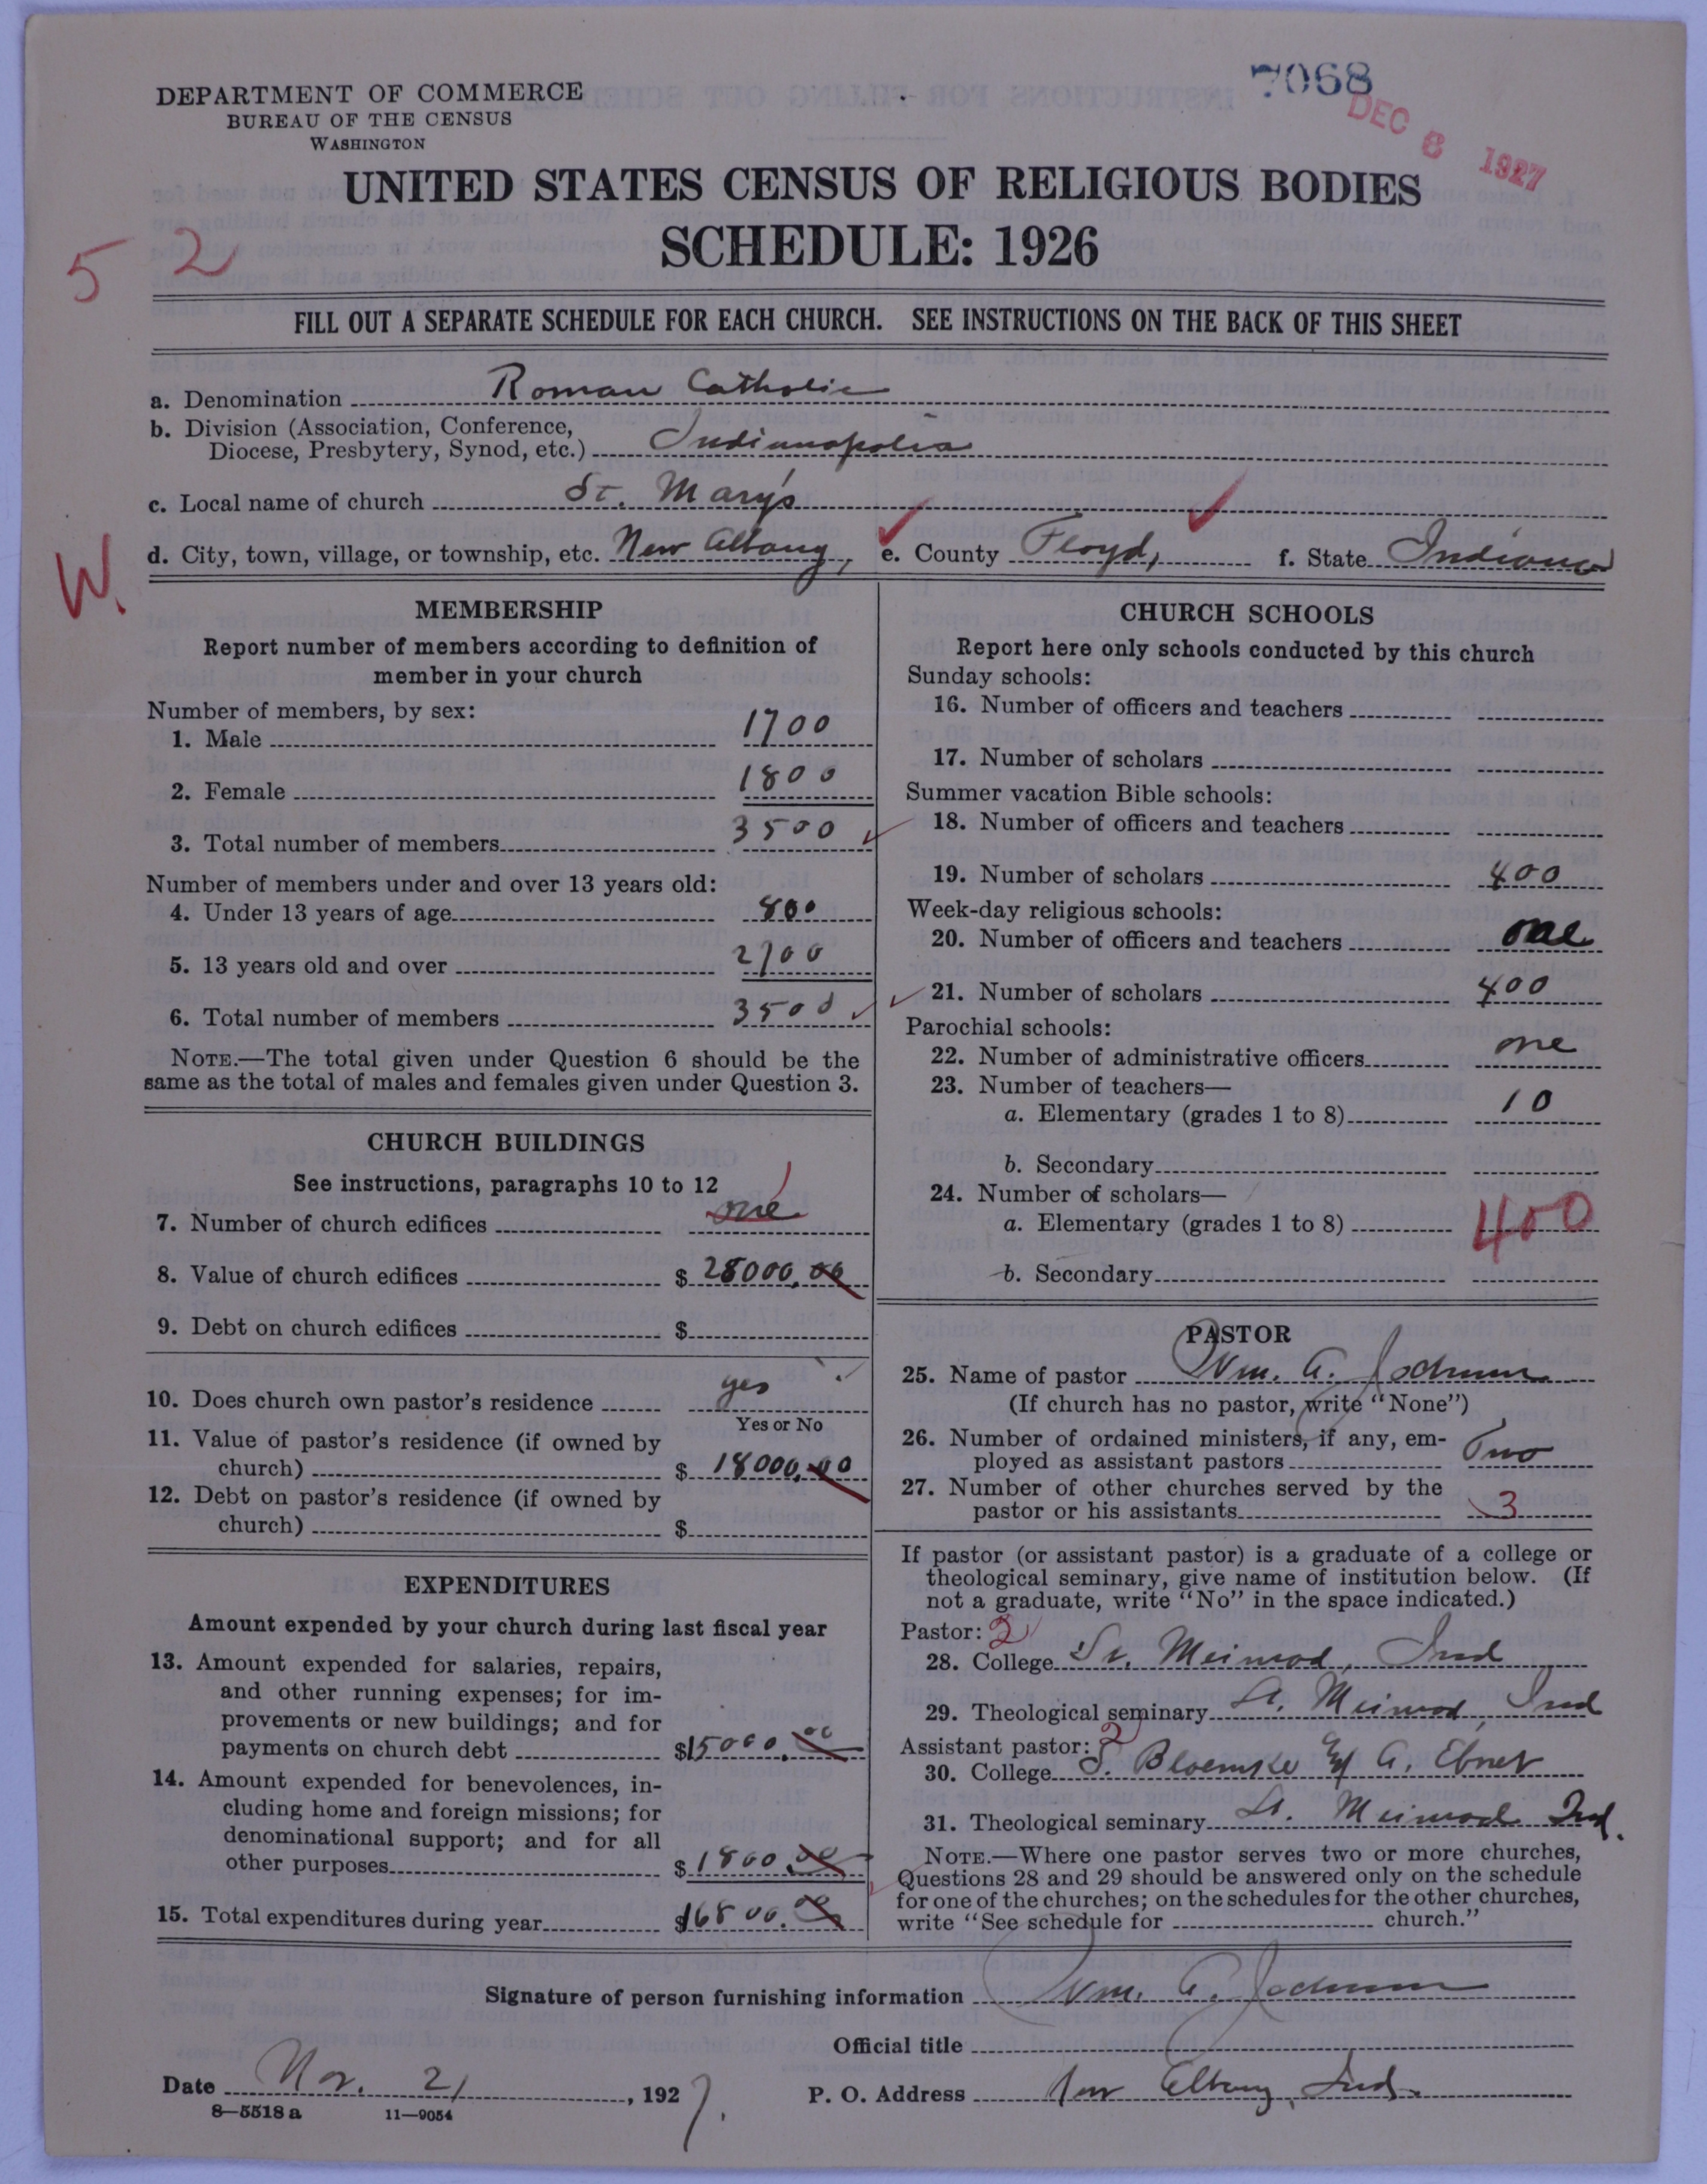 7068
DEC 8 1927
DEPARTMENT OF COMMERCE
BUREAU OF THE CENSUS
WASHINGTON
UNITED STATES CENSUS OF RELIGIOUS BODIES
SCHEDULE: 1926
52
FILL OUT A SEPARATE SCHEDULE FOR EACH CHURCH. SEE INSTRUCTIONS ON THE BACK OF THIS SHEET
a. Denomination Roman Catholic
b. Division (Association, Conference,
Diocese, Presbytery, Synod, etc.) Indianapolis
c. Local name of church St. Mary's
d. City, town, village, or township, etc. New Albany, e. County Floyd, f. State Indiana
W.
MEMBERSHIP
Report number of members according to definition of
member in your church
Number of members, by sex:
1. Male 1700
2. Female 1800
3. Total number of members 3500
Number of members under and over 13 years old:
4. Under 13 years of age 800
5. 13 years old and over 2700
6. Total number of members 3500
NOTE.—The total given under Question 6 should be the
same as the total of males and females given under Question 3.
CHURCH BUILDINGS
See instructions, paragraphs 10 to 12
7. Number of church edifices one 1
8. Value of church edifices $ 28000.00
9. Debt on church edifices $
10. Does church own pastor's residence yes
Yes or No
11. Value of pastor's residence (if owned by
church) $ 18000.00
12. Debt on pastor's residence (if owned by
church) $
EXPENDITURES
Amount expended by your church during last fiscal year
13. Amount expended for salaries, repairs,
and other running expenses; for im-
provements or new buildings; and for
payments on church debt $15000.00
14. Amount expended for benevolences, in-
cluding home and foreign missions; for
denominational support; and for all
other purposes $1800.00
15. Total expenditures during year $16800.00
CHURCH SCHOOLS
Report here only schools conducted by this church
Sunday schools:
16. Number of officers and teachers
17. Number of scholars
Summer vacation Bible schools:
18. Number of officers and teachers
19. Number of scholars 400
Week-day religious schools:
20. Number of officers and teachers one
21. Number of scholars 400
Parochial schools:
22. Number of administrative officers one
23. Number of teachers—
a. Elementary (grades 1 to 8) 10
b. Secondary
24. Number of scholars—
a. Elementary (grades 1 to 8) 400
b. Secondary
PASTOR
25. Name of pastor Wm. A. Jochum
(If church has no pastor, write "None")
26. Number of ordained ministers, if any, em-
ployed as assistant pastors Two
27. Number of other churches served by the
pastor or his assistants 3
If pastor (or assistant pastor) is a graduate of a college or
theological seminary, give name of institution below. (If
not a graduate, write "No" in the space indicated.)
Pastor: 2
28. College St. Meinrad, Ind
29. Theological seminary St. Meinrad, Ind
Assistant pastor: 2
30. College Bloemke A. Ebnet
31. Theological seminary St. Meinrad Ind.
NOTE.—Where one pastor serves two or more churches,
Questions 28 and 29 should be answered only on the schedule
for one of the churches; on the schedules for the other churches,
write "See schedule for church."
Signature of person furnishing information Wm. A. Jochum
Official title
Date Nov. 21, 1927. P. O. Address New Albany, Ind.
8—5518a 11—9054